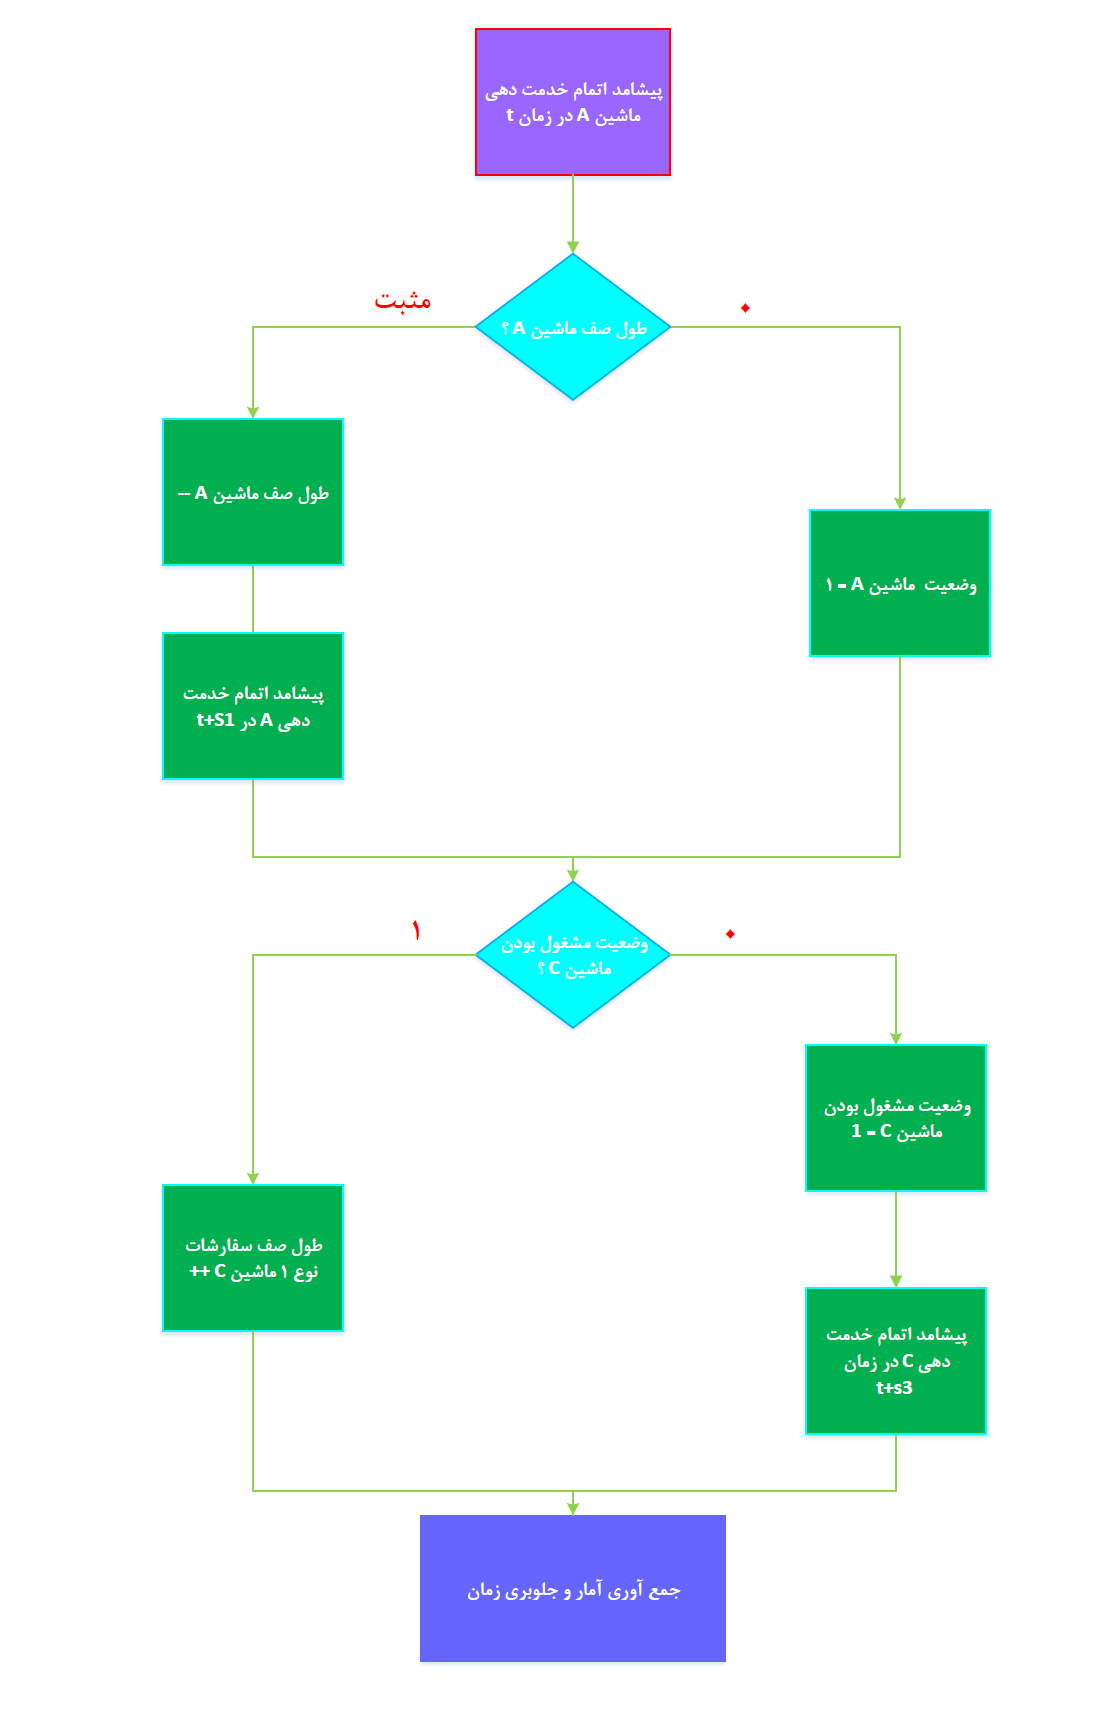 پیشامد اتمام خدمت دهی
ماشین A در زمان t
طول صف ماشین A ؟
مثبت
۰
طول صف ماشین A --
وضعیت ماشین A = ۱
پیشامد اتمام خدمت
دهی A در t+S1
وضعیت مشغول بودن
ماشین C ؟
۱
۰
وضعیت مشغول بودن
ماشین C = 1
طول صف سفارشات
نوع ۱ ماشین C ++
پیشامد اتمام خدمت
دهی C در زمان
t+s3
جمع آوری آمار و جلوبری زمان